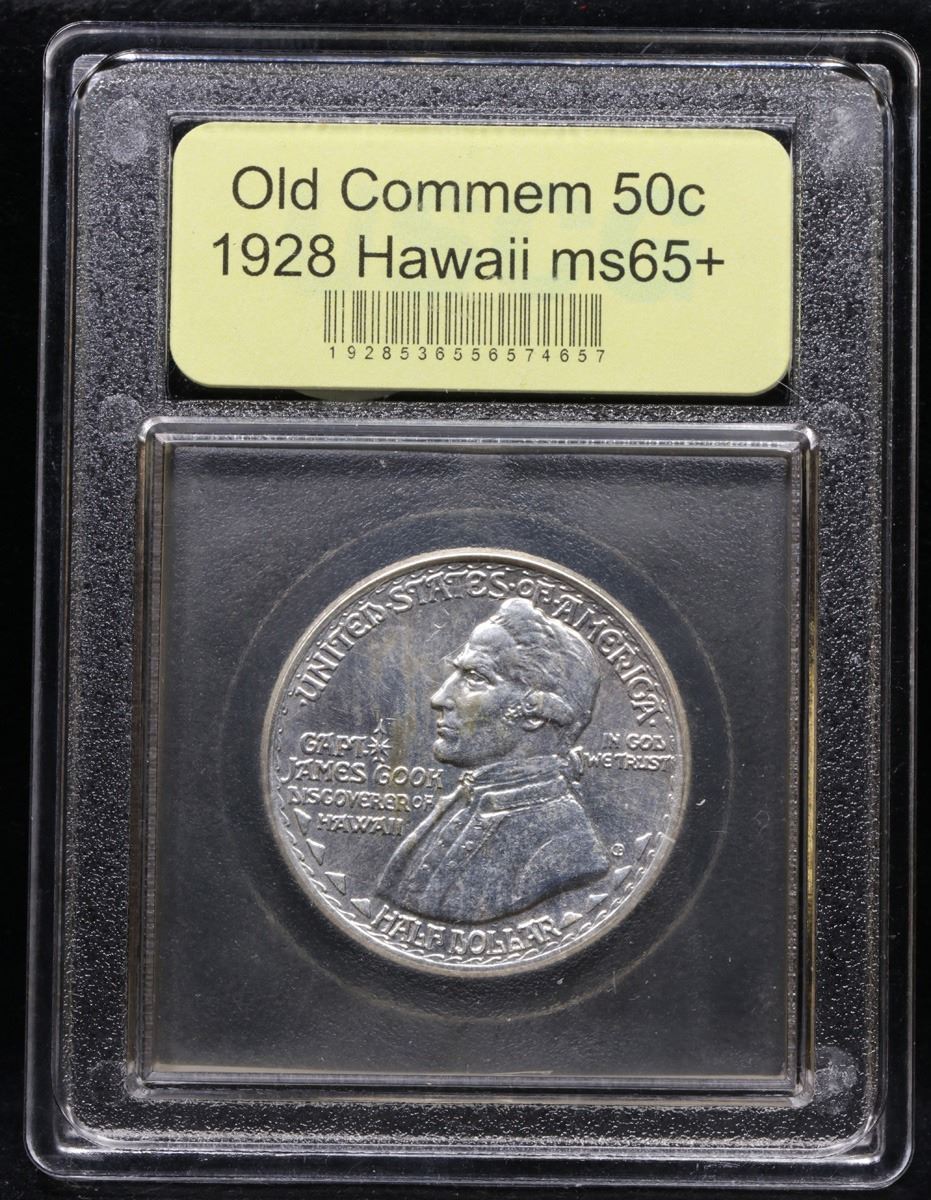 Old Commem 50c
1928 Hawaii ms65+
1928536556574657
·UNITED·STATES·OF·AMERICA·
CAPT
JAMES COOK
DISCOVERER OF
HAWAII
IN GOD
WE TRUST
HALF DOLLAR